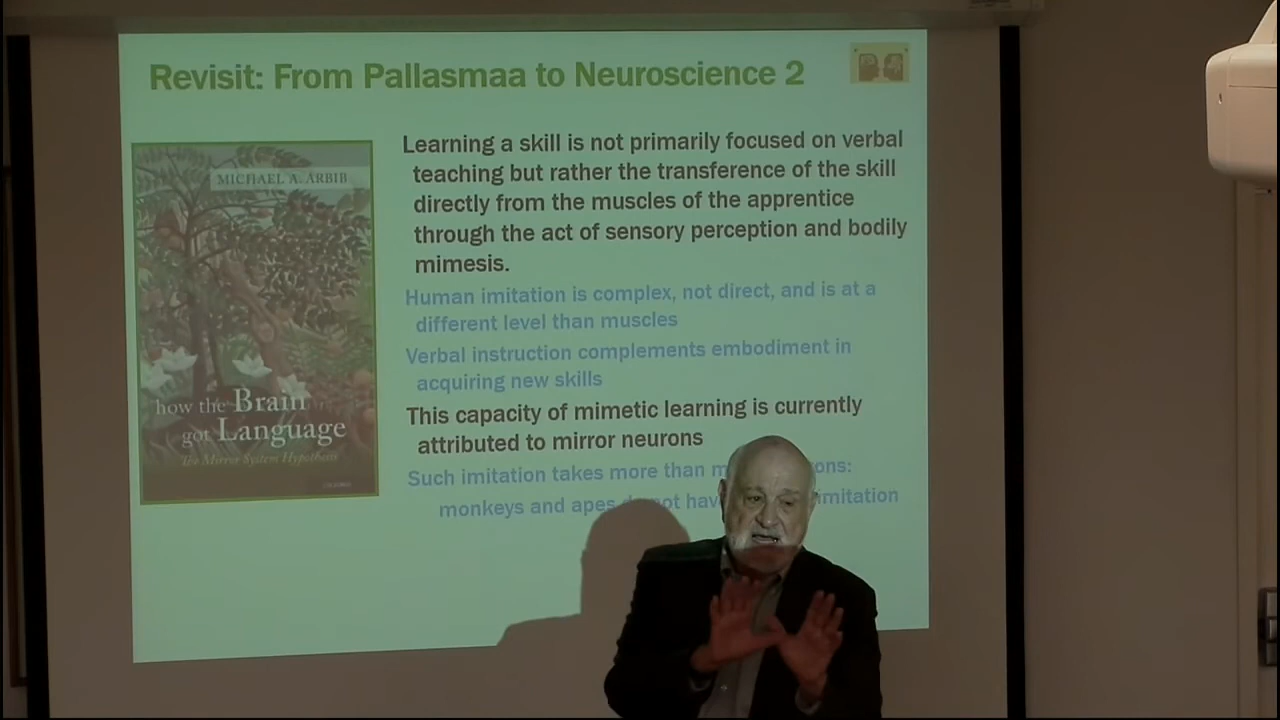 Revisit: From Pallasmaa to Neuroscience 2
MICHAEL A. ARBIB
how the Brain
got Language
The Mirror System Hypothesis
Learning a skill is not primarily focused on verbal
teaching but rather the transference of the skill
directly from the muscles of the apprentice
through the act of sensory perception and bodily
mimesis.
Human imitation is complex, not direct, and is at a
different level than muscles
Verbal instruction complements embodiment in
acquiring new skills
This capacity of mimetic learning is currently
attributed to mirror neurons
Such imitation takes more than
monkeys and apes imitation